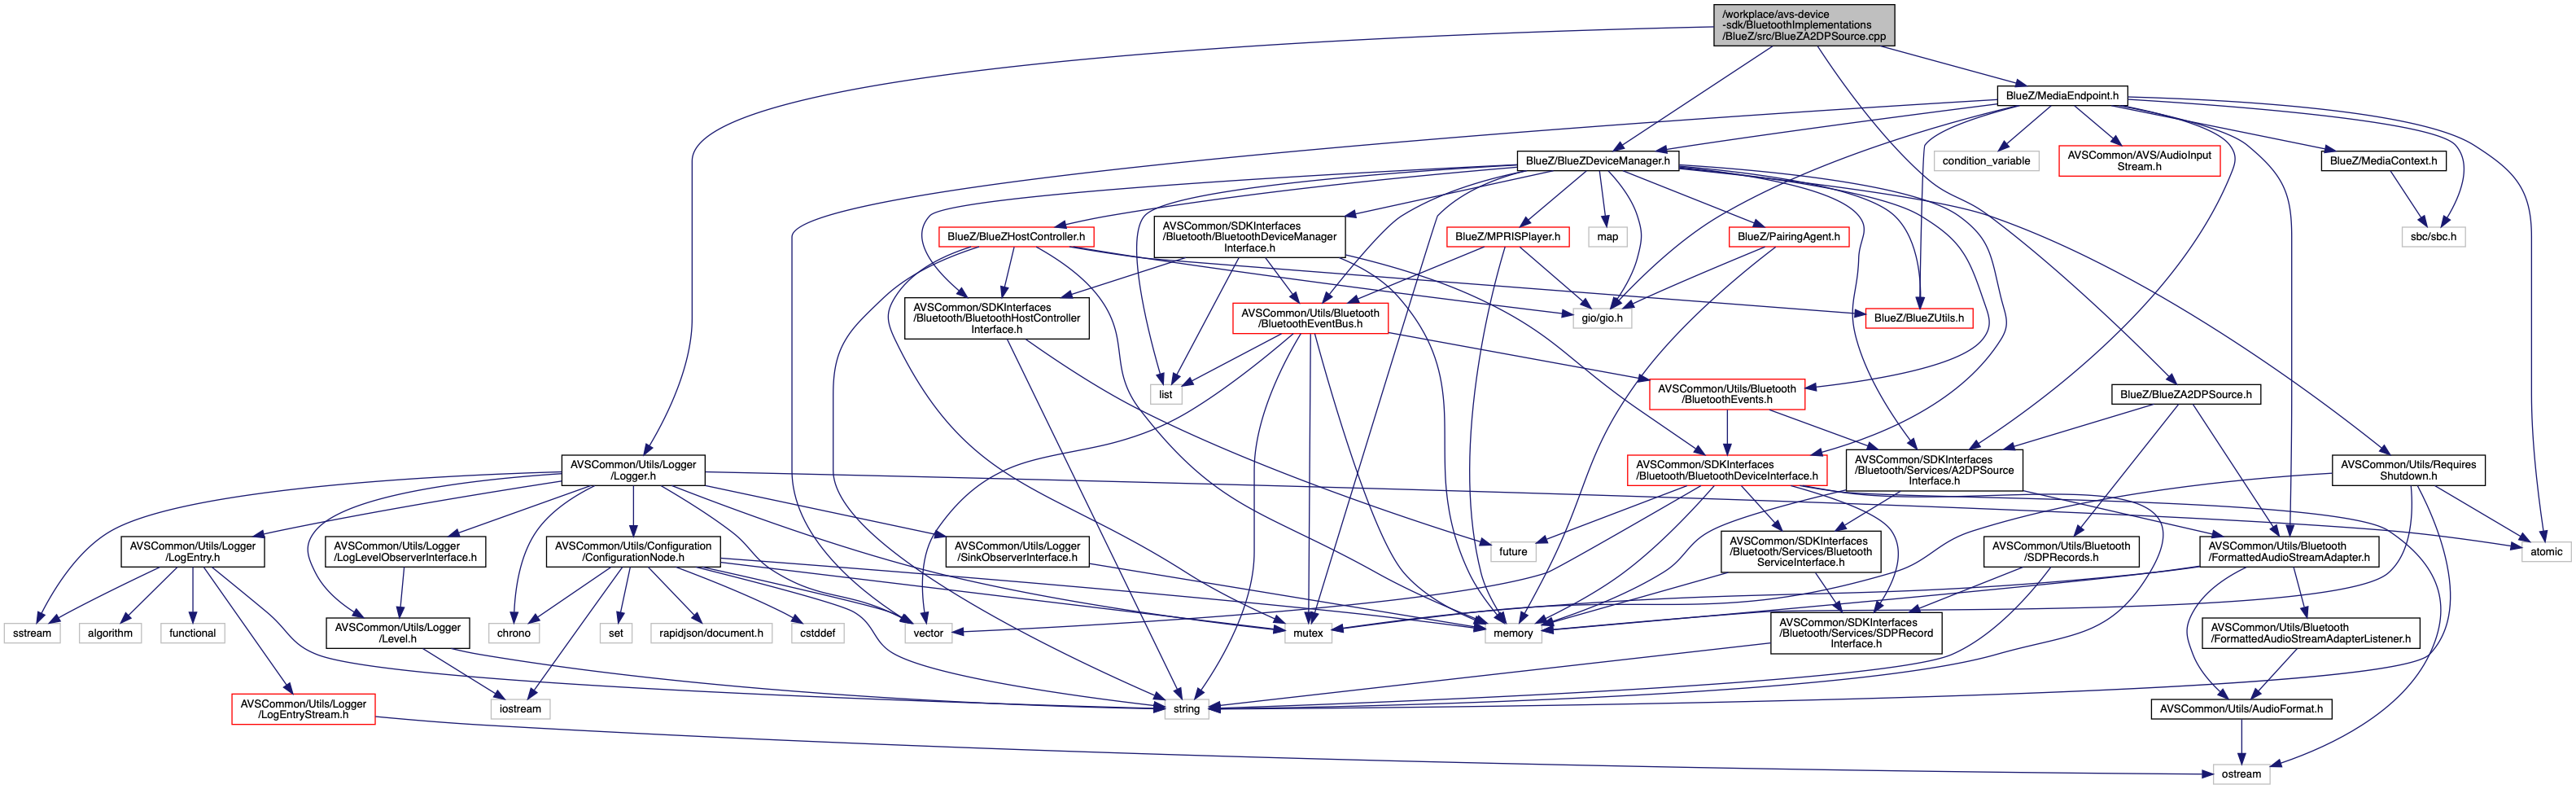 /workplace/avs-device
-sdk/BluetoothImplementations
/BlueZ/src/BlueZA2DPSource.cpp
BlueZ/MediaEndpoint.h
BlueZ/BlueZDeviceManager.h
condition_variable
AVSCommon/AVS/AudioInput
Stream.h
BlueZ/MediaContext.h
BlueZ/BlueZHostController.h
AVSCommon/SDKInterfaces
/Bluetooth/BluetoothDeviceManager
Interface.h
BlueZ/MPRISPlayer.h
map
BlueZ/PairingAgent.h
sbc/sbc.h
AVSCommon/SDKInterfaces
/Bluetooth/BluetoothHostController
Interface.h
AVSCommon/Utils/Bluetooth
/BluetoothEventBus.h
gio/gio.h
BlueZ/BlueZUtils.h
list
AVSCommon/Utils/Bluetooth
/BluetoothEvents.h
BlueZ/BlueZA2DPSource.h
AVSCommon/Utils/Logger
/Logger.h
AVSCommon/SDKInterfaces
/Bluetooth/BluetoothDeviceInterface.h
AVSCommon/SDKInterfaces
/Bluetooth/Services/A2DPSource
Interface.h
AVSCommon/Utils/Requires
Shutdown.h
AVSCommon/Utils/Logger
/LogEntry.h
AVSCommon/Utils/Logger
/LogLevelObserverInterface.h
AVSCommon/Utils/Configuration
/ConfigurationNode.h
AVSCommon/Utils/Logger
/SinkObserverInterface.h
future
AVSCommon/SDKInterfaces
/Bluetooth/Services/Bluetooth
ServiceInterface.h
AVSCommon/Utils/Bluetooth
/SDPRecords.h
AVSCommon/Utils/Bluetooth
/FormattedAudioStreamAdapter.h
atomic
sstream
algorithm
functional
AVSCommon/Utils/Logger
/Level.h
chrono
set
rapidjson/document.h
cstddef
vector
mutex
memory
AVSCommon/SDKInterfaces
/Bluetooth/Services/SDPRecord
Interface.h
AVSCommon/Utils/Bluetooth
/FormattedAudioStreamAdapterListener.h
AVSCommon/Utils/Logger
/LogEntryStream.h
iostream
string
AVSCommon/Utils/AudioFormat.h
ostream